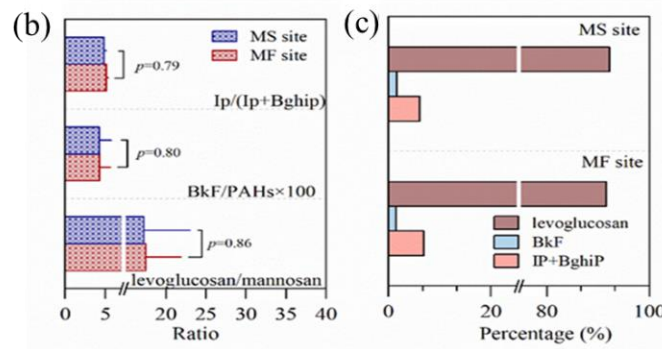 (b)
MS site
MF site
p=0.79
Ip/(Ip+Bghip)
p=0.80
BkF/PAHs×100
p=0.86
levoglucosan/mannosan
0 5 // 20 25 30 35 40
Ratio
(c)
MS site
MF site
levoglucosan
BkF
IP+BghiP
0 20 // 80 100
Percentage (%)